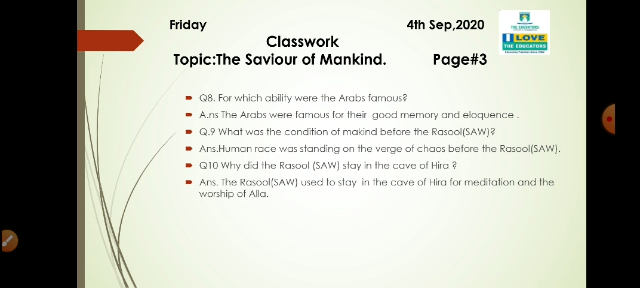 Friday 4th Sep,2020
Classwork
Topic:The Saviour of Mankind. Page#3
THE EDUCATORS
I LOVE
THE EDUCATORS
Q8. For which ability were the Arabs famous?
A.ns The Arabs were famous for their good memory and eloquence .
Q.9 What was the condition of makind before the Rasool(SAW)?
Ans.Human race was standing on the verge of chaos before the Rasool(SAW).
Q10 Why did the Rasool (SAW) stay in the cave of Hira ?
Ans. The Rasool(SAW) used to stay in the cave of Hira for meditation and the
worship of Alla.